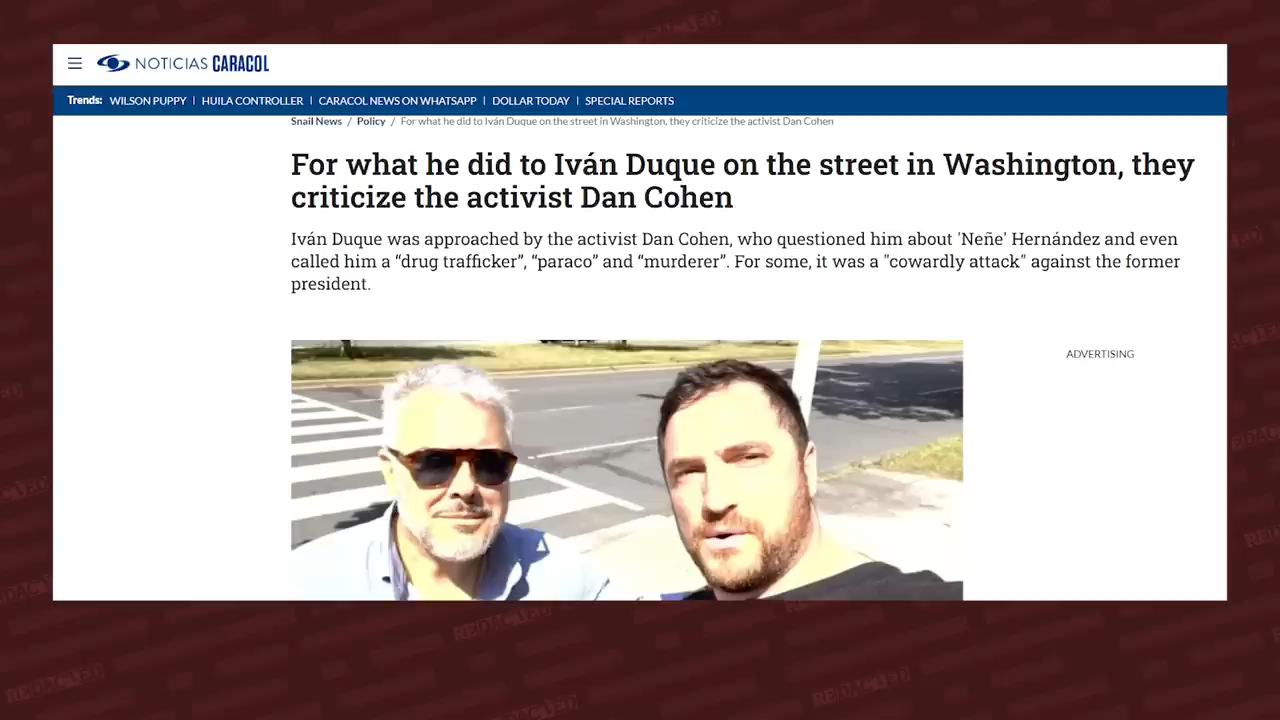 REDACTED
NOTICIAS CARACOL
Trends: WILSON PUPPY | HUILA CONTROLLER | CARACOL NEWS ON WHATSAPP | DOLLAR TODAY | SPECIAL REPORTS
Snail News / Policy / For what he did to Iván Duque on the street in Washington, they criticize the activist Dan Cohen
For what he did to Iván Duque on the street in Washington, they
criticize the activist Dan Cohen
Iván Duque was approached by the activist Dan Cohen, who questioned him about 'Neñe' Hernández and even
called him a “drug trafficker”, “paraco” and “murderer”. For some, it was a "cowardly attack" against the former
president.
ADVERTISING
REDACTED
REDACTED
REDACTED